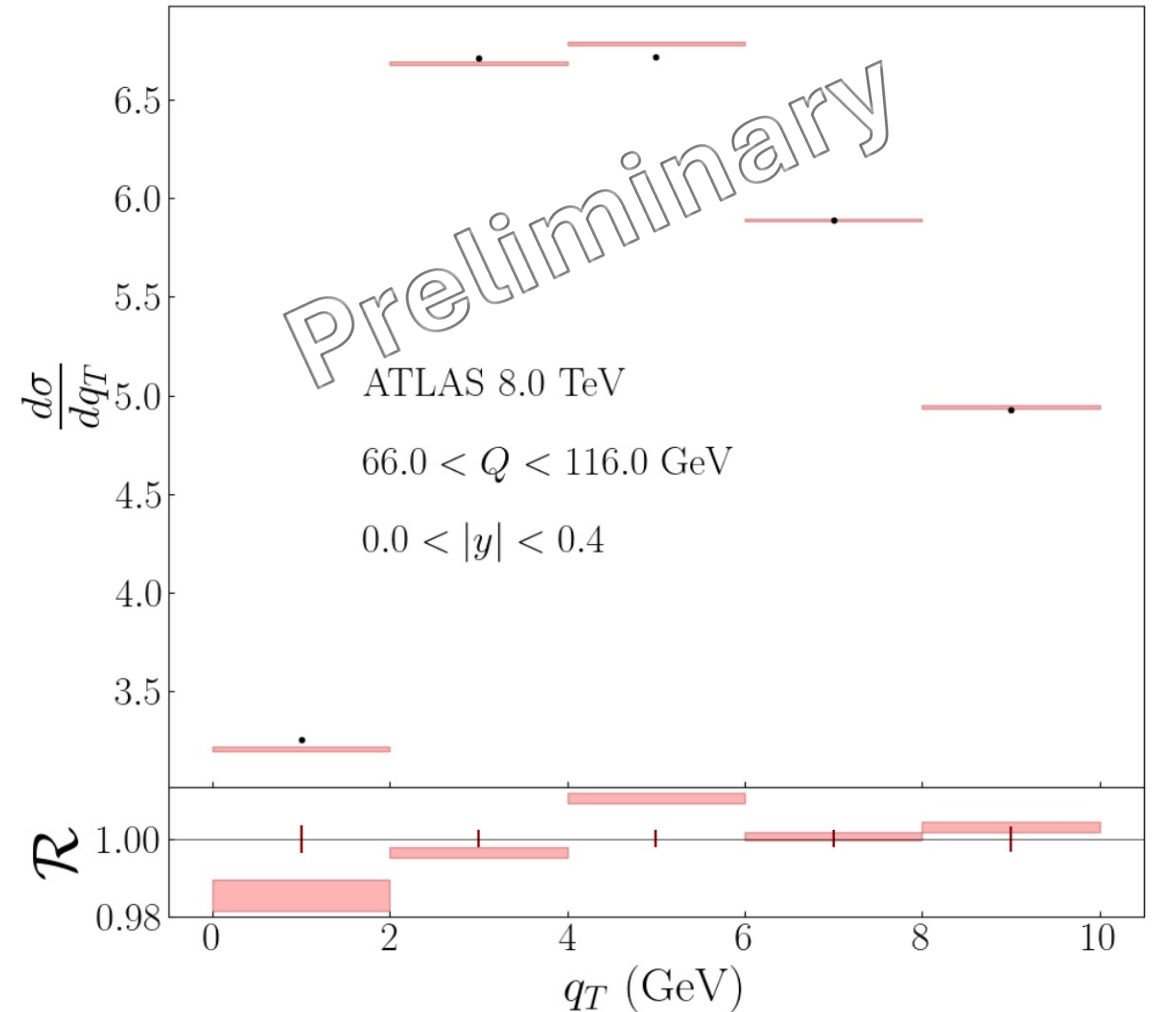 6.5
6.0
5.5
5.0
4.5
4.0
3.5
dσ
dq_T
Preliminary
ATLAS 8.0 TeV
66.0 < Q < 116.0 GeV
0.0 < |y| < 0.4
R
1.00
0.98
0 2 4 6 8 10
q_T (GeV)